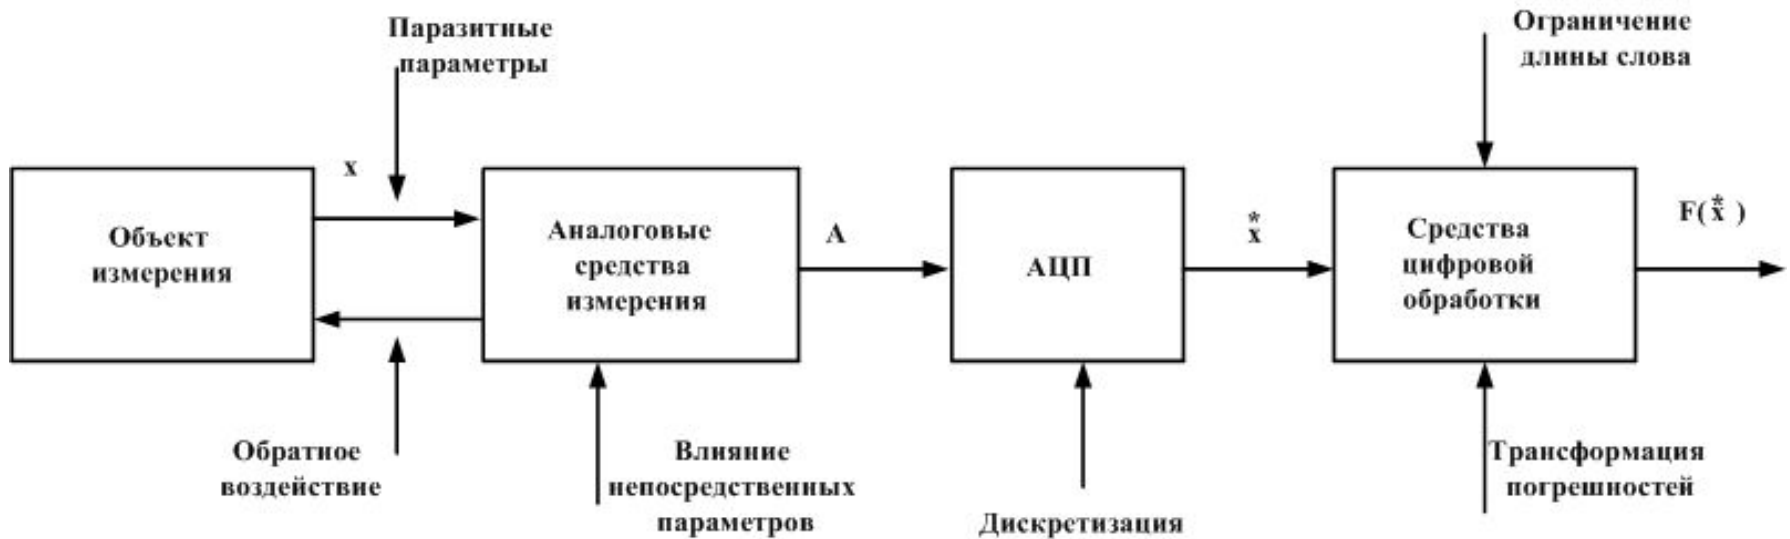 Паразитные
параметры
Ограничение
длины слова
x
Объект
измерения
Аналоговые
средства
измерения
A
АЦП
*
x
Средства
цифровой
обработки
F( *x )
Обратное
воздействие
Влияние
непосредственных
параметров
Дискретизация
Трансформация
погрешностей